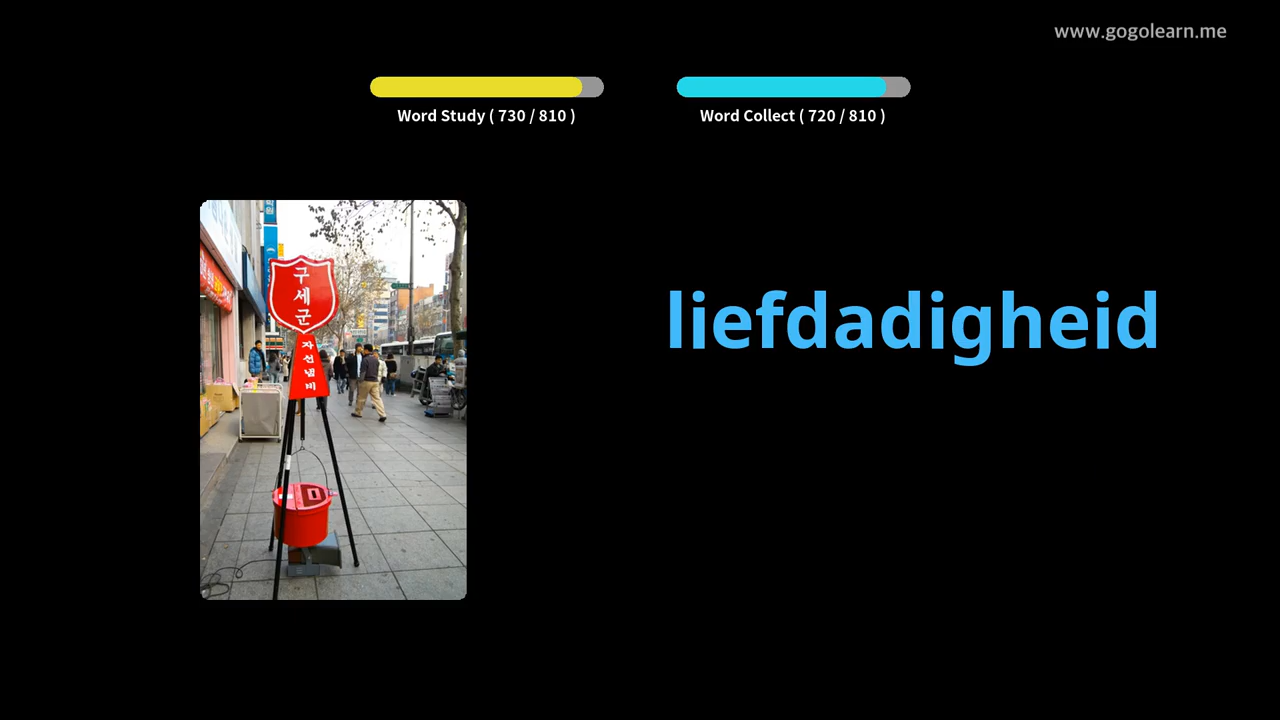 www.gogolearn.me
Word Study ( 730 / 810 )
Word Collect ( 720 / 810 )
liefdadigheid
구세군
자선냄비